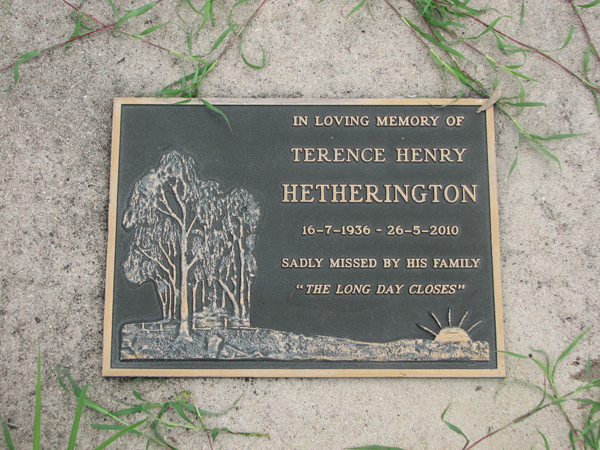 IN LOVING MEMORY OF
TERENCE HENRY
HETHERINGTON
16-7-1936 - 26-5-2010
SADLY MISSED BY HIS FAMILY
"THE LONG DAY CLOSES"